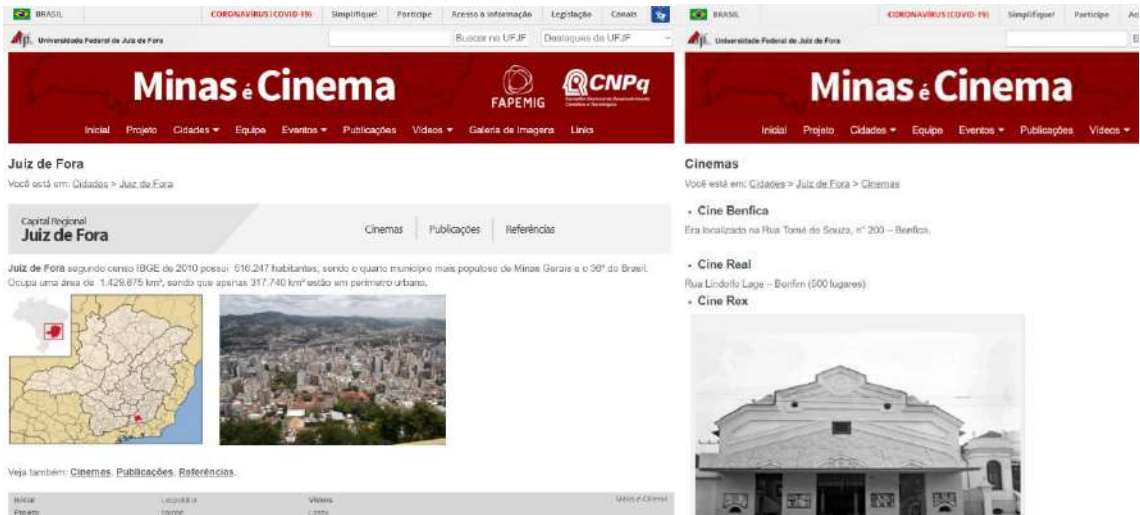 BRASIL
CORONAVÍRUS (COVID-19)
Simplifique!
Participe
Acesso a informação
Legislação
Canais
Universidade Federal de Juiz de Fora
Buscar na UFJF
Destaques da UFJF
Minas é Cinema
FAPEMIG
CNPq
Inicial
Projeto
Cidades
Equipe
Eventos
Publicações
Vídeos
Galeria de Imagens
Links
Juiz de Fora
Você está em: Cidades > Juiz de Fora
Capital Regional
Juiz de Fora
Cinemas
Publicações
Referências
Juiz de Fora segundo censo IBGE de 2010 possui 516.247 habitantes, sendo o quarto município mais populoso de Minas Gerais e o 36º do Brasil.
Ocupa uma área de 1.429.875 km², sendo que apenas 317.740 km² estão em perímetro urbano.
Veja também: Cinemas, Publicações, Referências.
Inicial
Vídeos
Minas é Cinema
Projeto
BRASIL
CORONAVÍRUS (COVID-19)
Simplifique!
Participe
Universidade Federal de Juiz de Fora
Minas é Cinema
Inicial
Projeto
Cidades
Equipe
Eventos
Publicações
Vídeos
Cinemas
Você está em: Cidades > Juiz de Fora > Cinemas
• Cine Benfica
Era localizado na Rua Tomé de Souza, nº 200 – Benfica.
• Cine Real
Rua Lindolfo Lage – Bonfim (500 lugares)
• Cine Rex